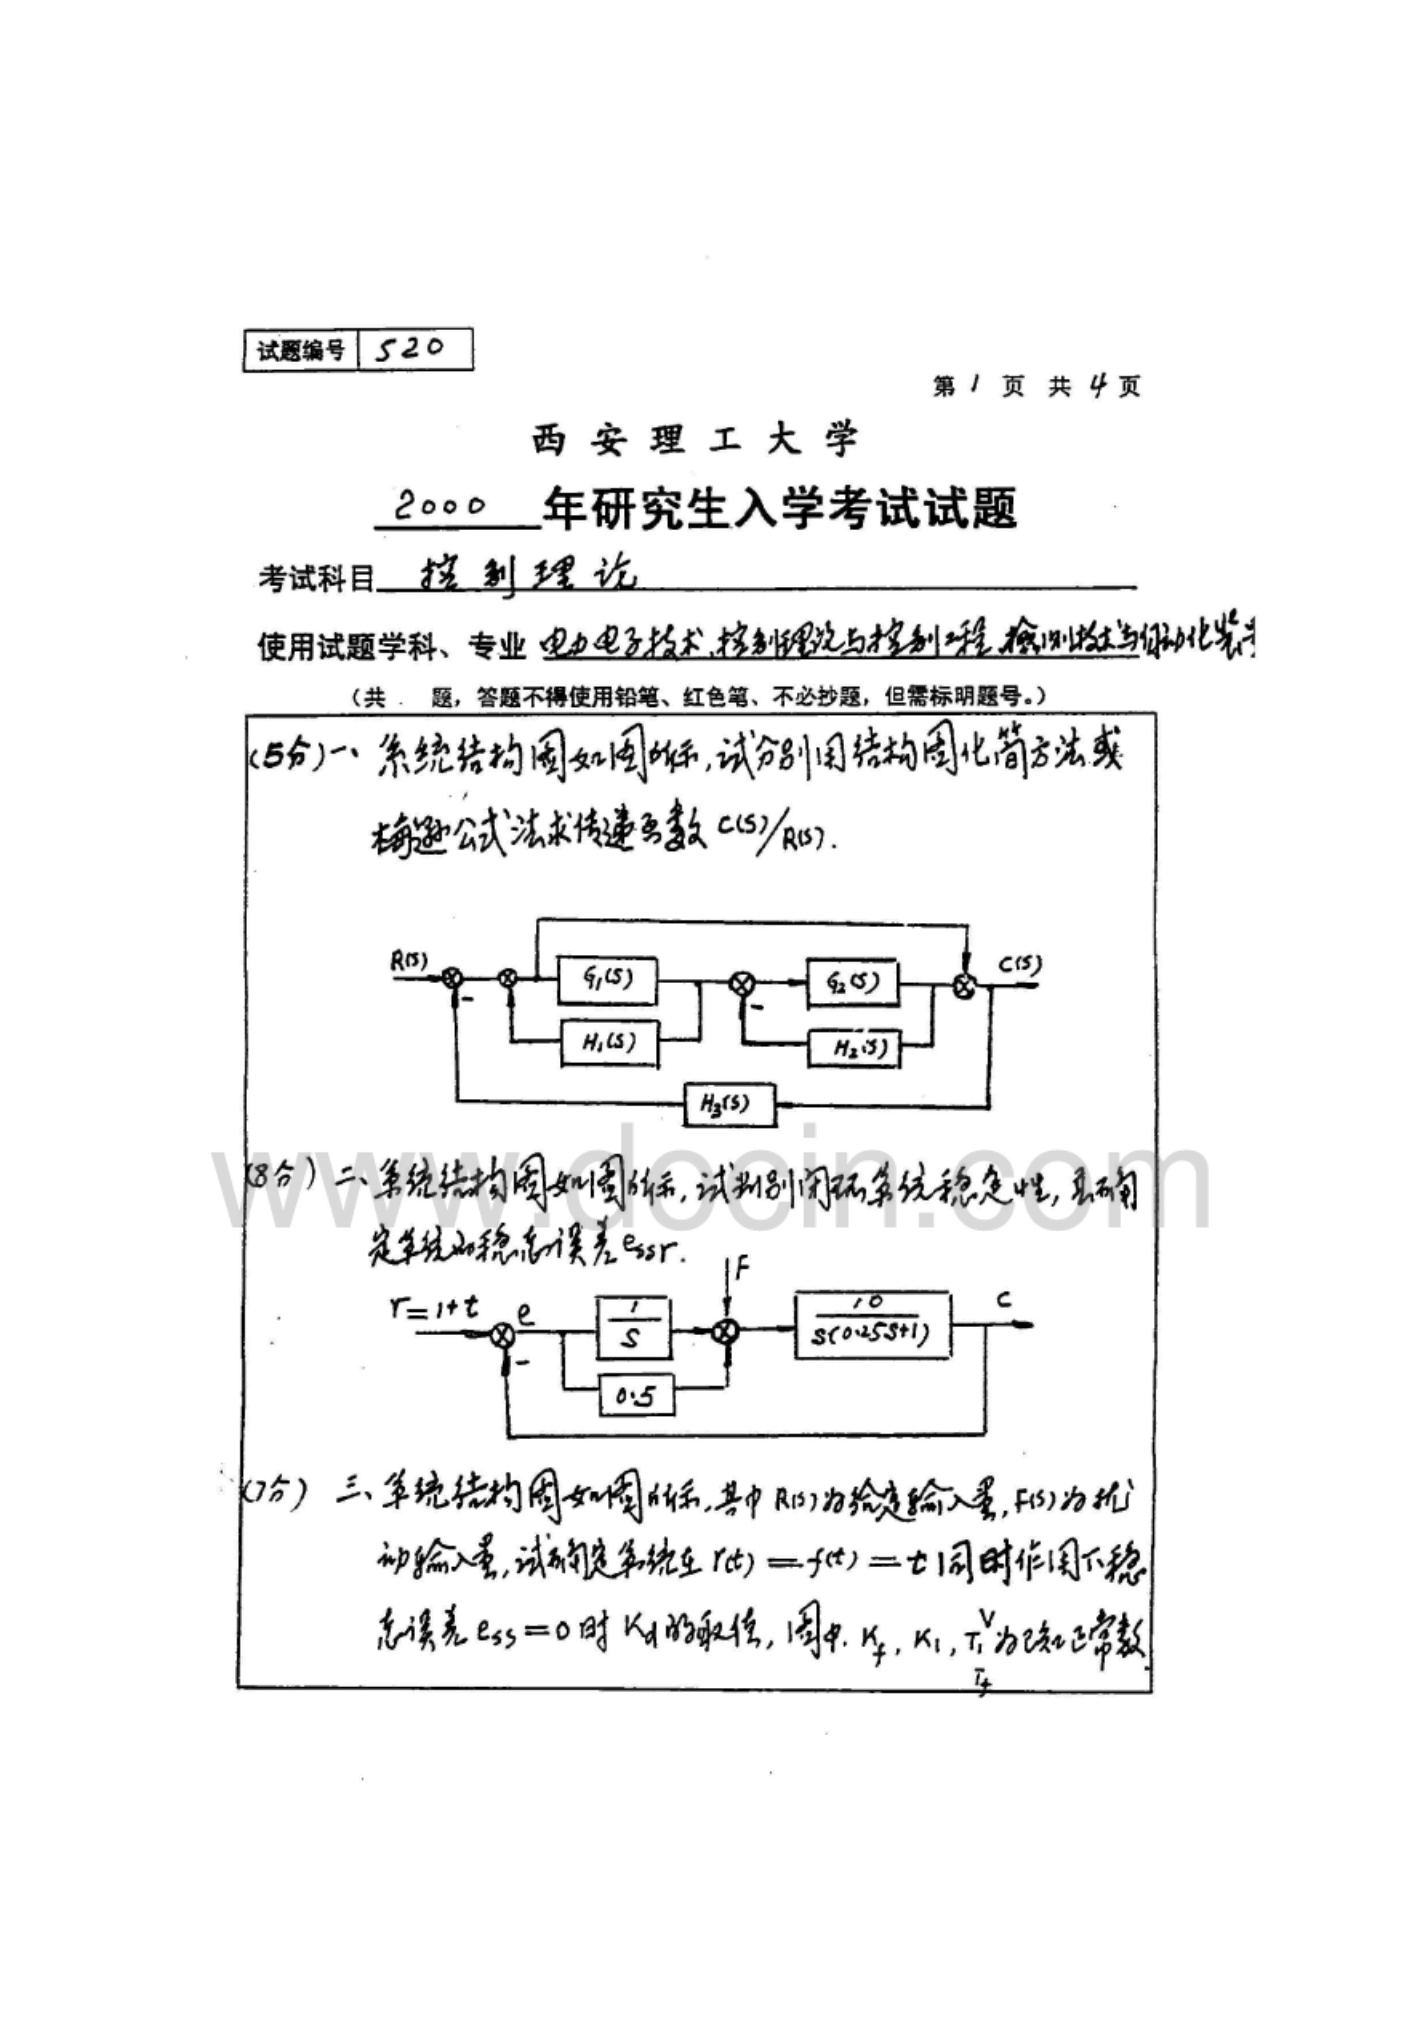 试题编号 520
第 1 页 共 4 页
西安理工大学
2000 年研究生入学考试试题
考试科目 控制理论
使用试题学科、专业 电力电子技术,控制理论与控制工程,检测技术与自动化装置
(共 . 题,答题不得使用铅笔、红色笔、不必抄题,但需标明题号。)
(5分)一、系统结构图如图所示,试分别用结构图化简方法或
梅逊公式法求传递函数 C(S)/R(S).
R(S) G₁(S) G₂(S) C(S)
H₁(S) H₂(S)
H₃(S)
www.docin.com
(8分)二、系统结构图如图所示,试判别闭环系统稳定性,且确
定系统的稳态误差 essr.
F
r=1+t e 1/S 10/S(0.25S+1) C
-
0.5
(7分)三、系统结构图如图所示,其中 R(S)为给定输入量,F(S)为扰
动输入量,试确定系统在 r(t)=f(t)=t 同时作用下稳
态误差 ess=0 时 Kd 的取值,图中, Kf, K₁, T₁ 为已知正常数.
Tf